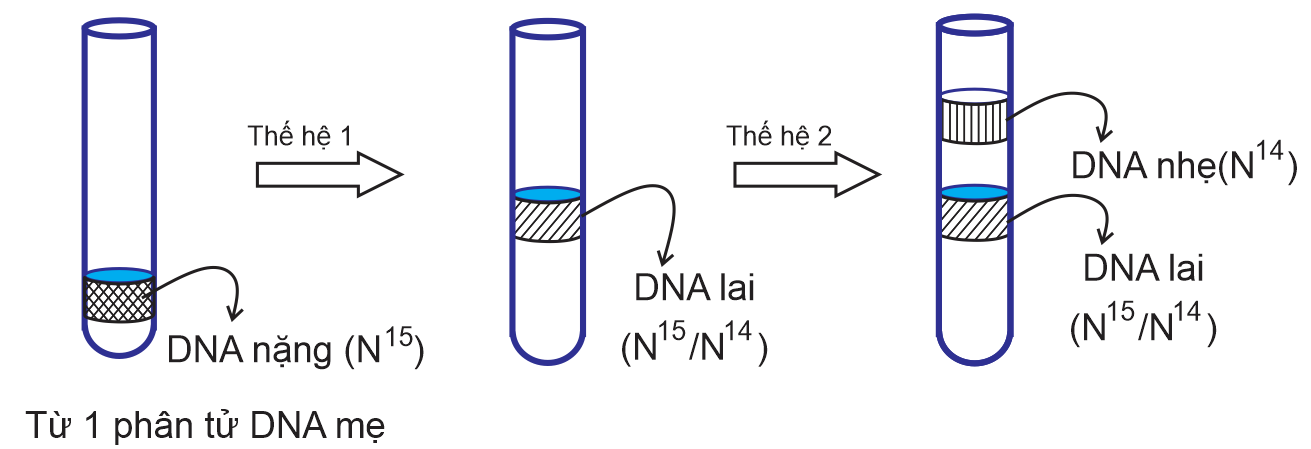 Thế hệ 1
Thế hệ 2
DNA nhẹ(N¹⁴)
DNA lai
(N¹⁵/N¹⁴)
DNA lai
(N¹⁵/N¹⁴)
DNA nặng (N¹⁵)
Từ 1 phân tử DNA mẹ